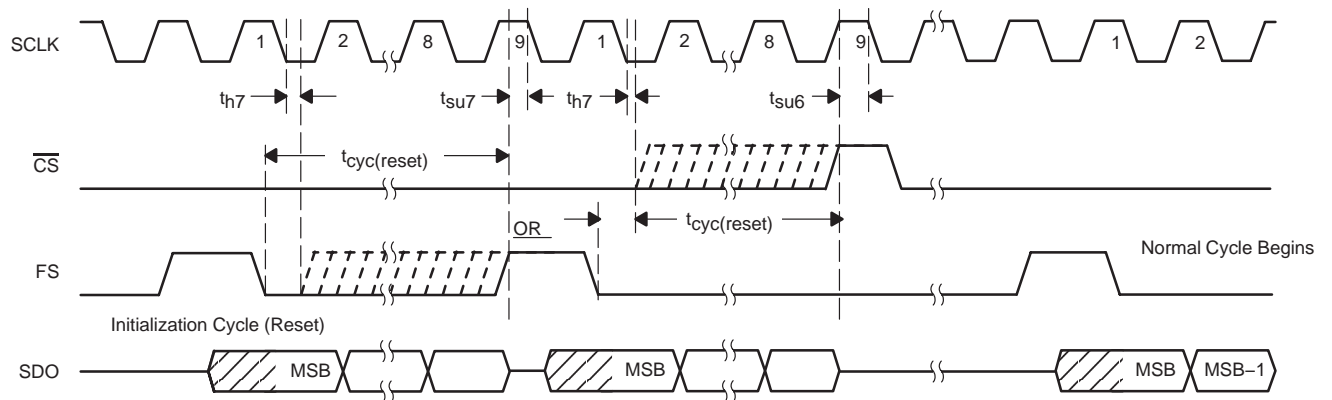 SCLK 1 2 8 9 1 2 8 9 1 2
th7 tsu7 th7 tsu6
CS tcyc(reset)
OR tcyc(reset)
Normal Cycle Begins
FS
Initialization Cycle (Reset)
SDO MSB MSB MSB MSB−1